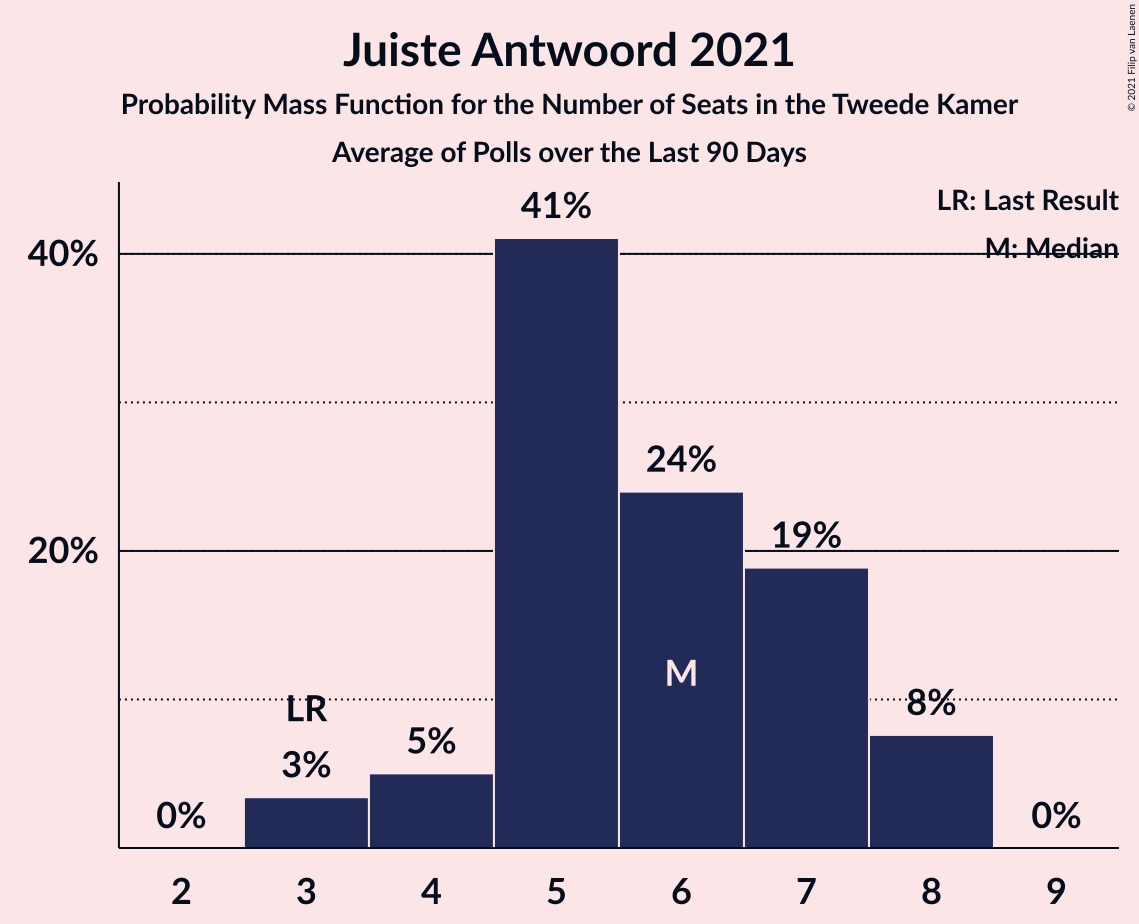 Juiste Antwoord 2021
Probability Mass Function for the Number of Seats in the Tweede Kamer
Average of Polls over the Last 90 Days
© 2021 Filip van Laenen
LR: Last Result
M: Median
40%
20%
0%
LR
3%
5%
41%
24%
M
19%
8%
0%
2 3 4 5 6 7 8 9